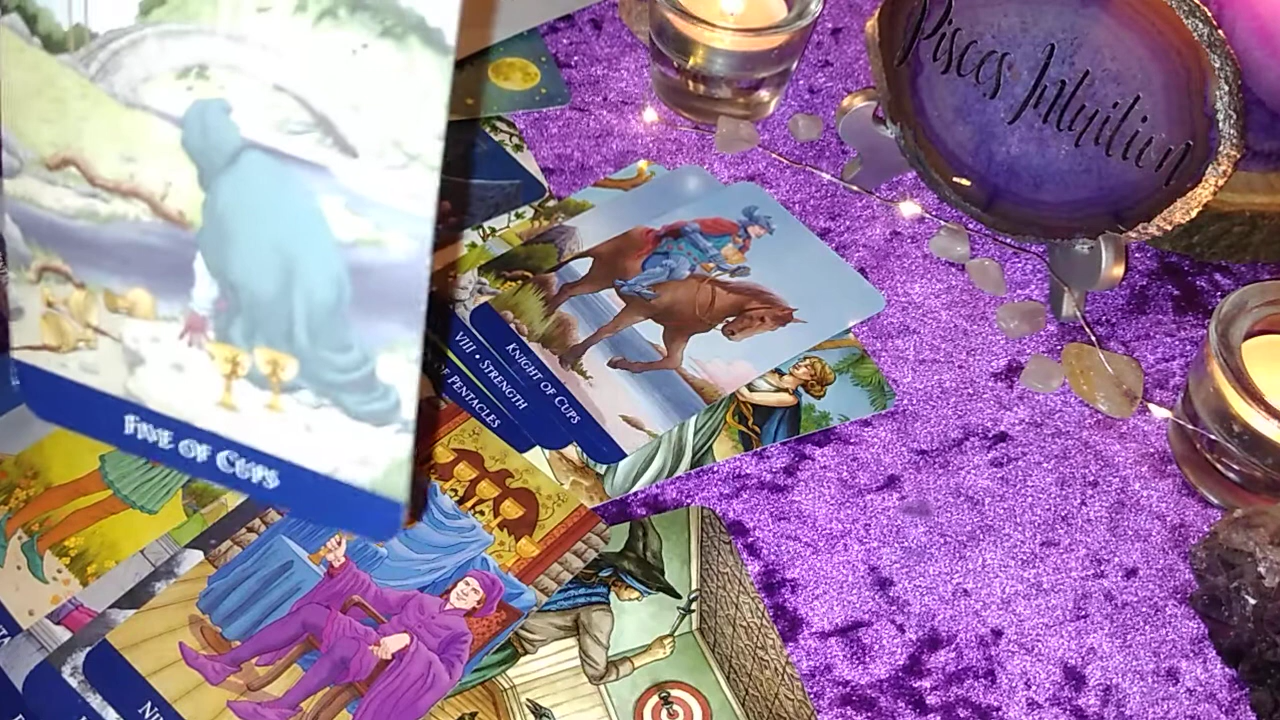 Pisces Intuition
KNIGHT OF CUPS
VIII • STRENGTH
OF PENTACLES
FIVE OF CUPS